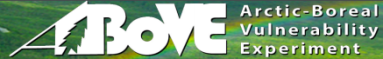 ABoVE
Arctic-Boreal
Vulnerability
Experiment